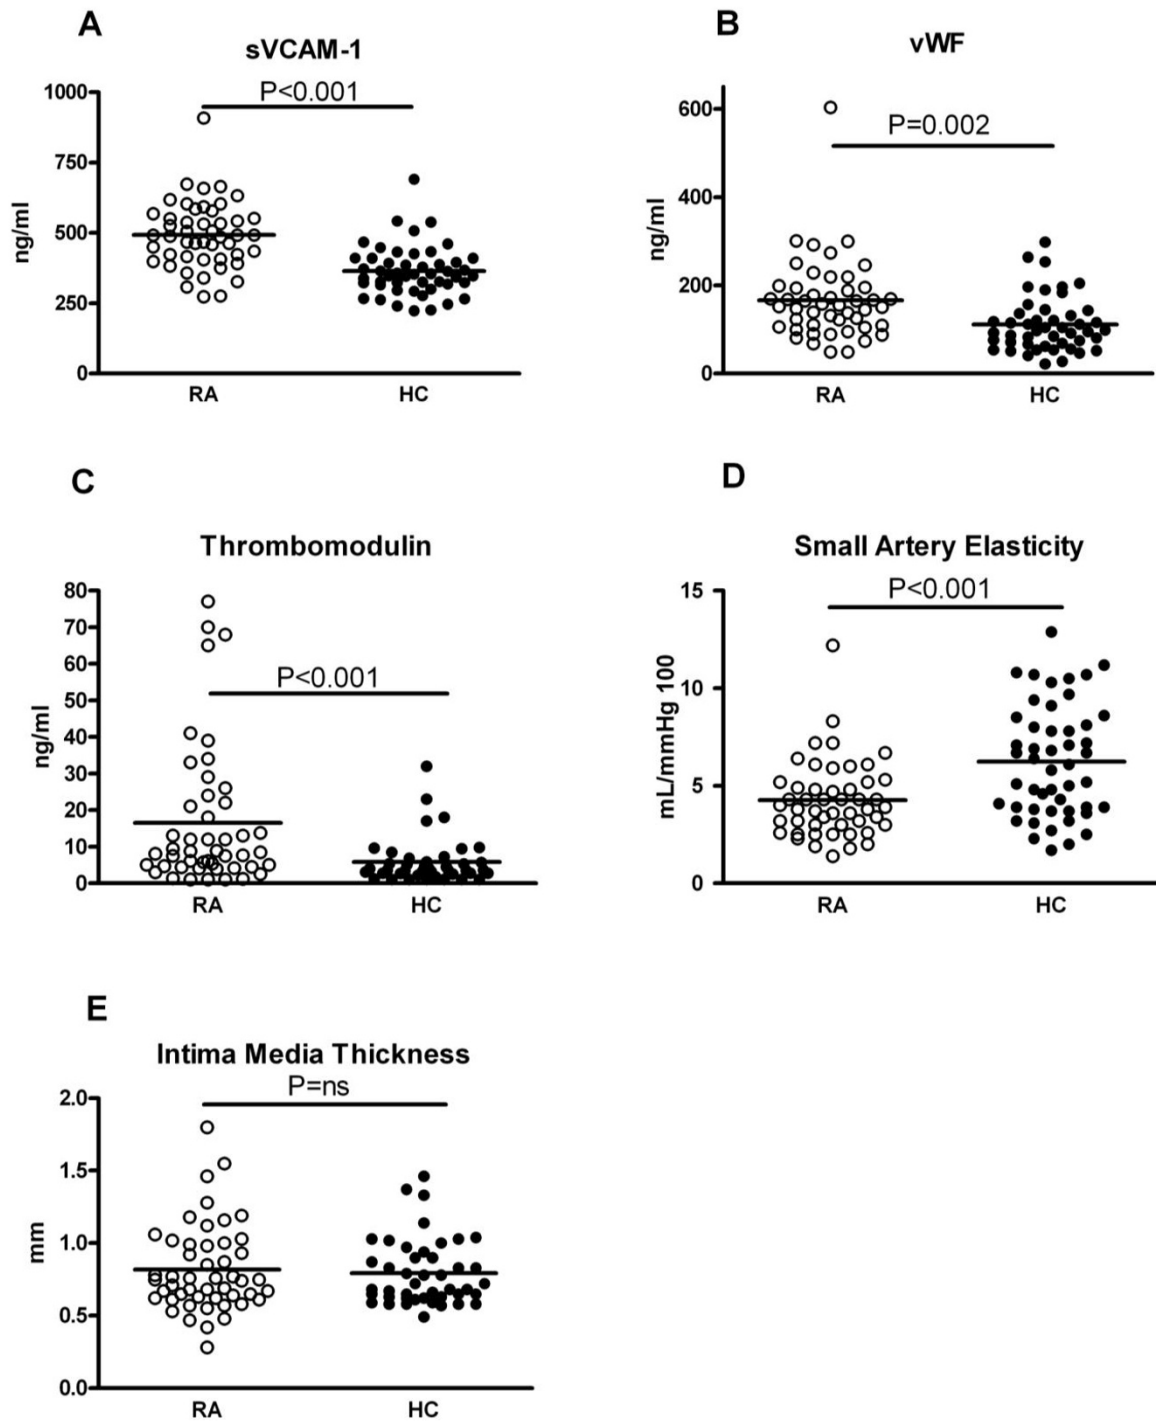 A
sVCAM-1
P<0.001
1000
750
500
250
0
ng/ml
RA HC
B
vWF
P=0.002
600
400
200
0
ng/ml
RA HC
C
Thrombomodulin
P<0.001
80
70
60
50
40
30
20
10
0
ng/ml
RA HC
D
Small Artery Elasticity
P<0.001
15
10
5
0
mL/mmHg 100
RA HC
E
Intima Media Thickness
P=ns
2.0
1.5
1.0
0.5
0.0
mm
RA HC